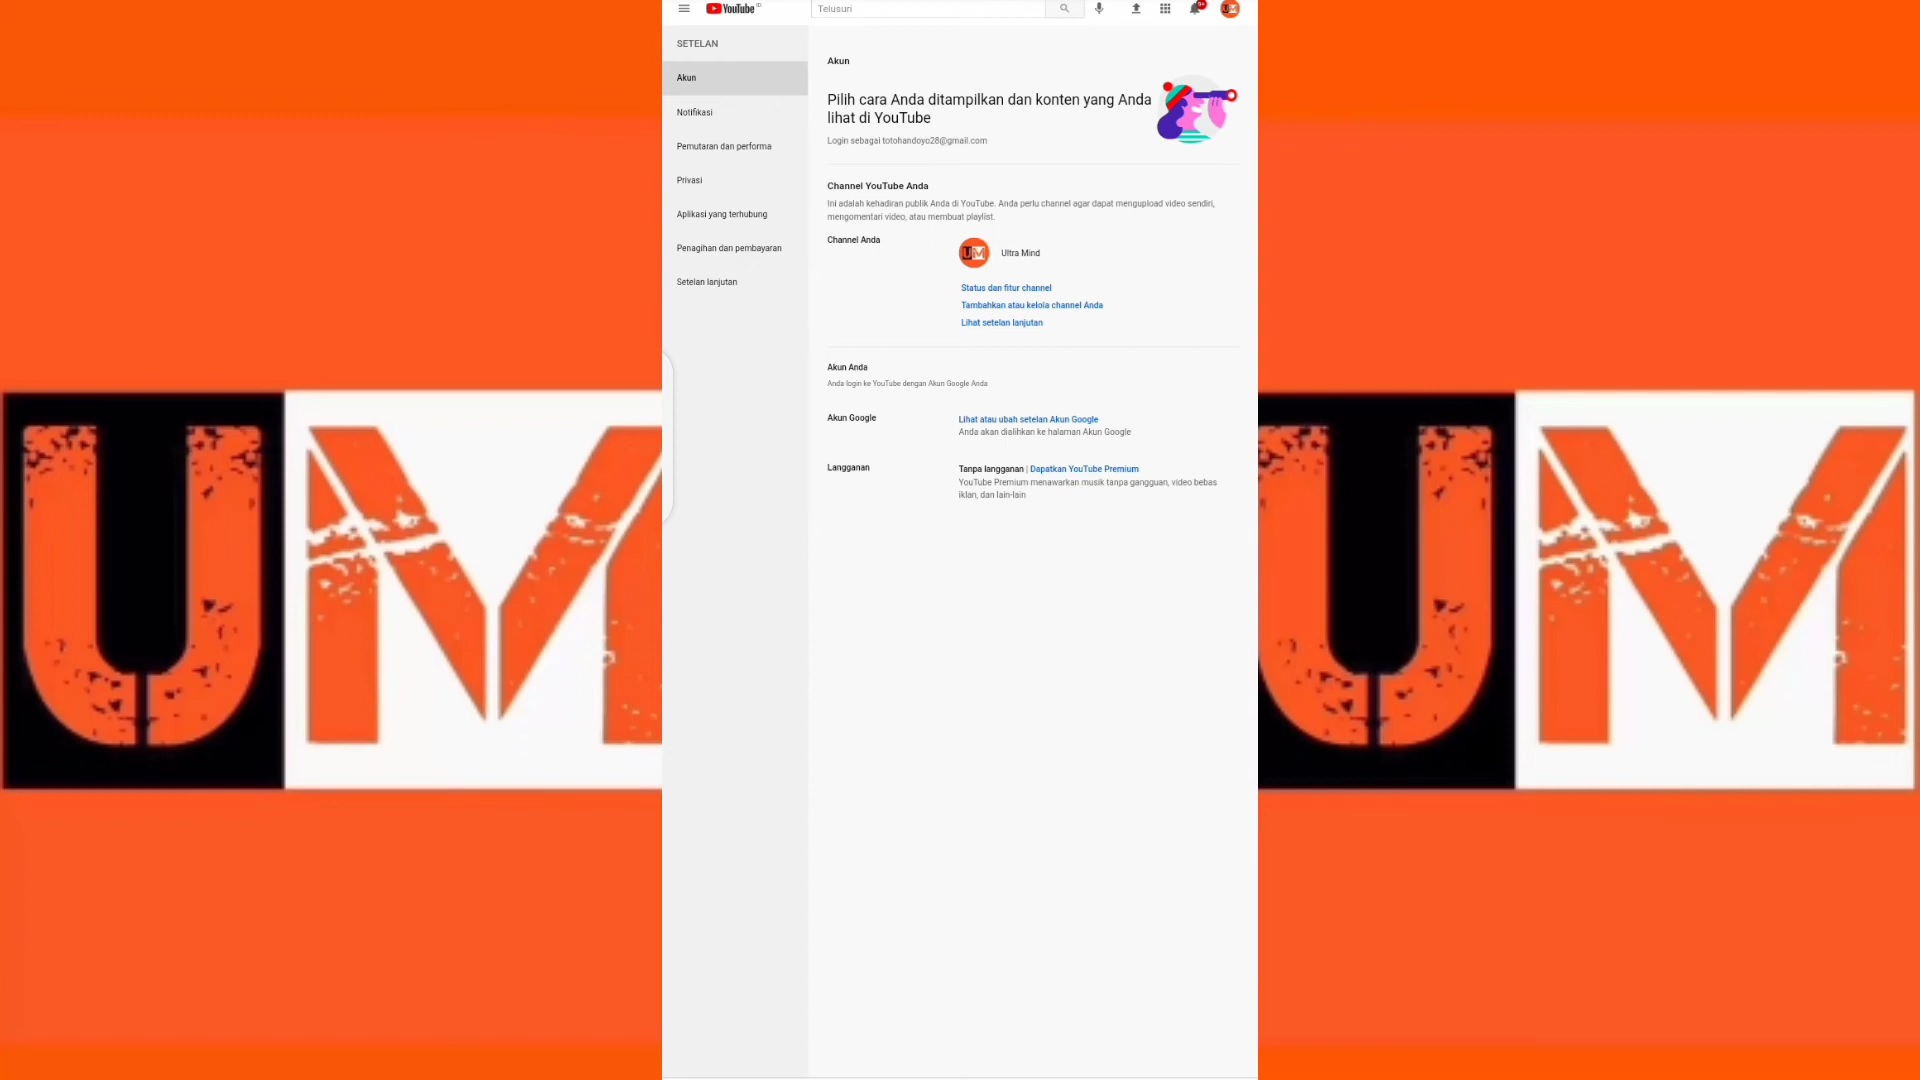 YouTube ID
Telusuri
9+
UM
SETELAN
Akun
Notifikasi
Pemutaran dan performa
Privasi
Aplikasi yang terhubung
Penagihan dan pembayaran
Setelan lanjutan
Akun
Pilih cara Anda ditampilkan dan konten yang Anda
lihat di YouTube
Login sebagai totohandoyo28@gmail.com
Channel YouTube Anda
Ini adalah kehadiran publik Anda di YouTube. Anda perlu channel agar dapat mengupload video sendiri,
mengomentari video, atau membuat playlist.
Channel Anda
UM
Ultra Mind
Status dan fitur channel
Tambahkan atau kelola channel Anda
Lihat setelan lanjutan
Akun Anda
Anda login ke YouTube dengan Akun Google Anda
Akun Google
Lihat atau ubah setelan Akun Google
Anda akan dialihkan ke halaman Akun Google
Langganan
Tanpa langganan | Dapatkan YouTube Premium
YouTube Premium menawarkan musik tanpa gangguan, video bebas
iklan, dan lain-lain
UM
UM